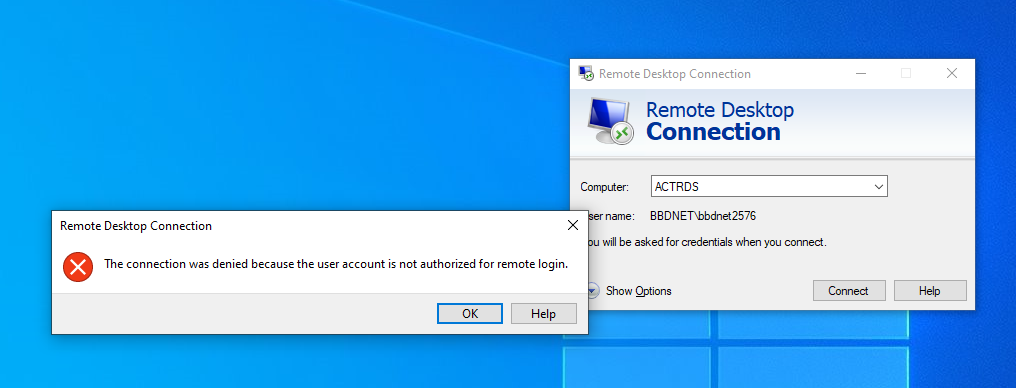 Remote Desktop Connection
Remote Desktop
Connection
Computer:
ACTRDS
ser name:
BBDNET\bbdnet2576
ou will be asked for credentials when you connect.
Show Options
Connect
Help
Remote Desktop Connection
The connection was denied because the user account is not authorized for remote login.
OK
Help